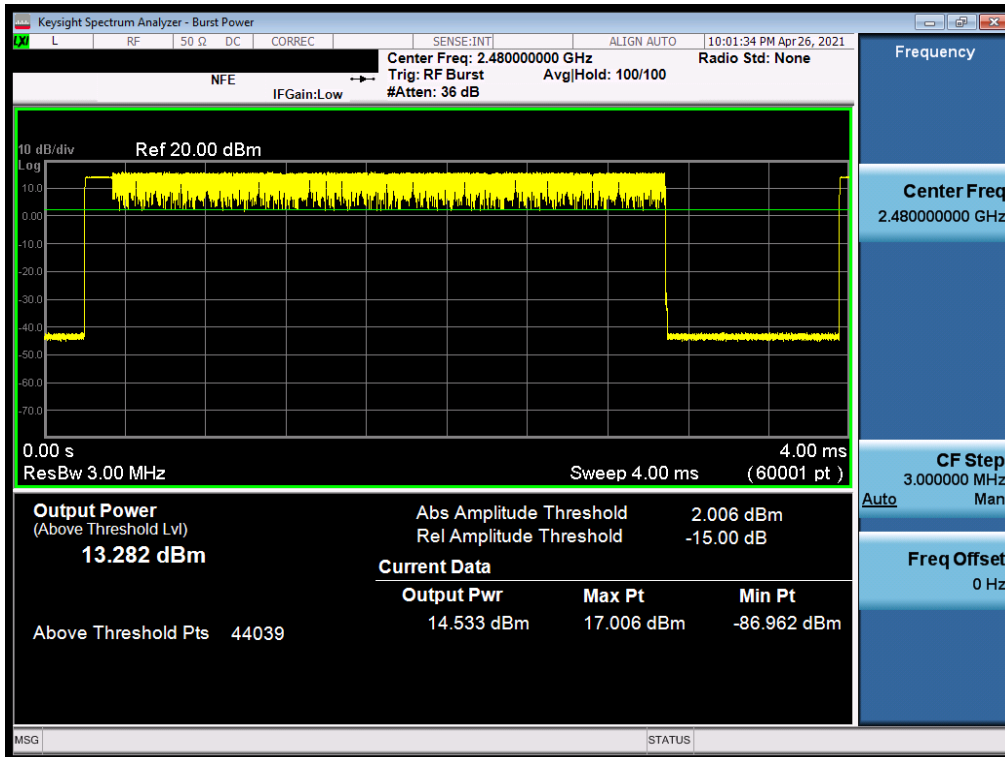 Keysight Spectrum Analyzer - Burst Power
LXI L RF 50 Ω DC CORREC SENSE:INT ALIGN AUTO 10:01:34 PM Apr 26, 2021
Center Freq: 2.480000000 GHz Radio Std: None
NFE Trig: RF Burst Avg|Hold: 100/100
IFGain:Low #Atten: 36 dB
10 dB/div Ref 20.00 dBm
Log
10.0
0.00
-10.0
-20.0
-30.0
-40.0
-50.0
-60.0
-70.0
0.00 s 4.00 ms
ResBw 3.00 MHz Sweep 4.00 ms (60001 pt )
Output Power
(Above Threshold Lvl)
13.282 dBm
Above Threshold Pts 44039
Abs Amplitude Threshold 2.006 dBm
Rel Amplitude Threshold -15.00 dB
Current Data
Output Pwr Max Pt Min Pt
14.533 dBm 17.006 dBm -86.962 dBm
Frequency
Center Freq
2.480000000 GHz
CF Step
3.000000 MHz
Auto Man
Freq Offset
0 Hz
MSG STATUS